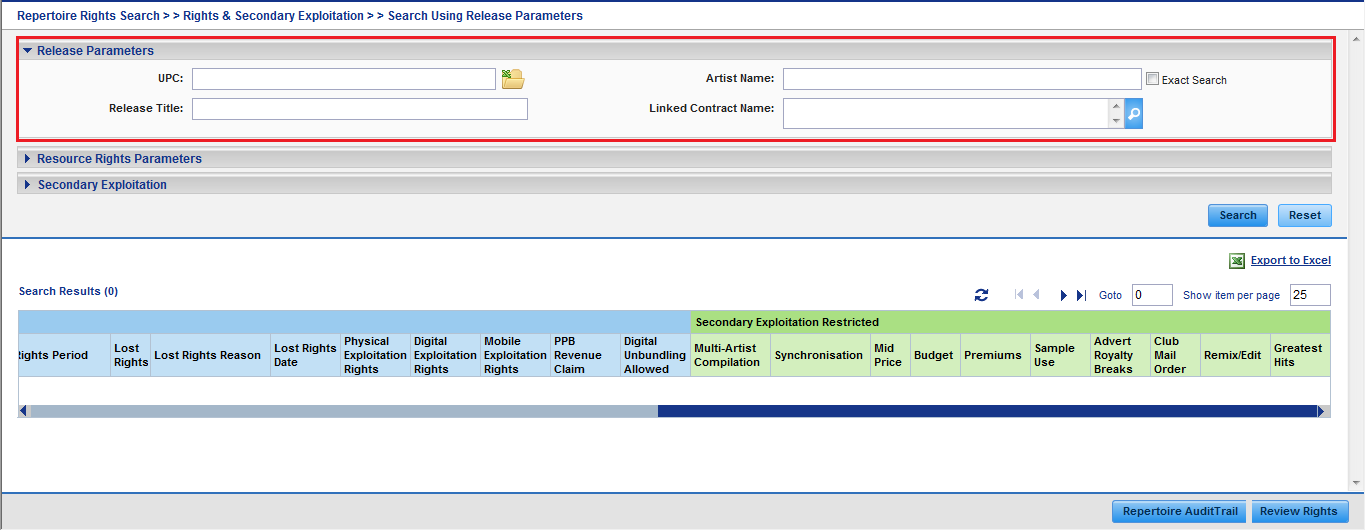 Repertoire Rights Search > > Rights & Secondary Exploitation > > Search Using Release Parameters
Release Parameters
UPC:
Artist Name:
Exact Search
Release Title:
Linked Contract Name:
Resource Rights Parameters
Secondary Exploitation
Search
Reset
Export to Excel
Search Results (0)
Goto
0
Show item per page
25
Secondary Exploitation Restricted
Rights Period
Lost Rights
Lost Rights Reason
Lost Rights Date
Physical Exploitation Rights
Digital Exploitation Rights
Mobile Exploitation Rights
PPB Revenue Claim
Digital Unbundling Allowed
Multi-Artist Compilation
Synchronisation
Mid Price
Budget
Premiums
Sample Use
Advert Royalty Breaks
Club Mail Order
Remix/Edit
Greatest Hits
Repertoire AuditTrail
Review Rights